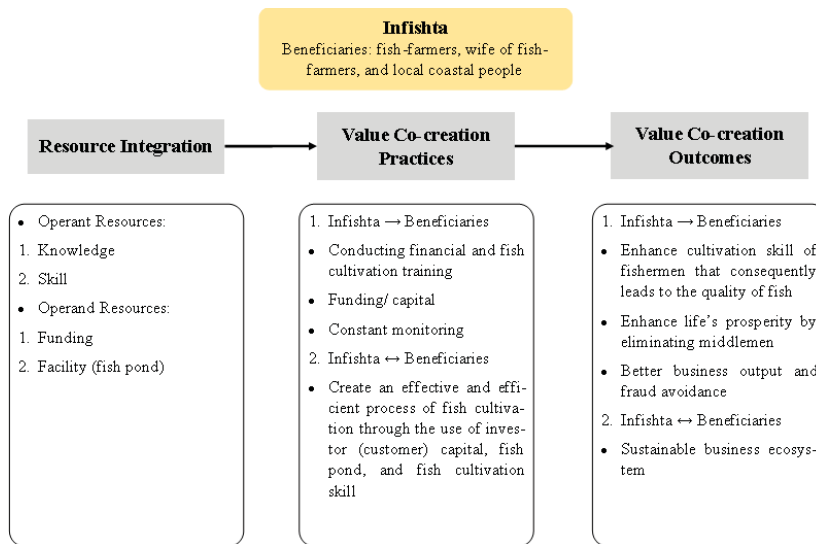 Infishta
Beneficiaries: fish-farmers, wife of fish-
farmers, and local coastal people
Resource Integration
Value Co-creation
Practices
Value Co-creation
Outcomes
• Operant Resources:
1. Knowledge
2. Skill
• Operand Resources:
1. Funding
2. Facility (fish pond)
1. Infishta → Beneficiaries
• Conducting financial and fish
cultivation training
• Funding/ capital
• Constant monitoring
2. Infishta ↔ Beneficiaries
• Create an effective and effi-
cient process of fish cultiva-
tion through the use of inves-
tor (customer) capital, fish
pond, and fish cultivation
skill
1. Infishta → Beneficiaries
• Enhance cultivation skill of
fishermen that consequently
leads to the quality of fish
• Enhance life's prosperity by
eliminating middlemen
• Better business output and
fraud avoidance
2. Infishta ↔ Beneficiaries
• Sustainable business ecosys-
tem